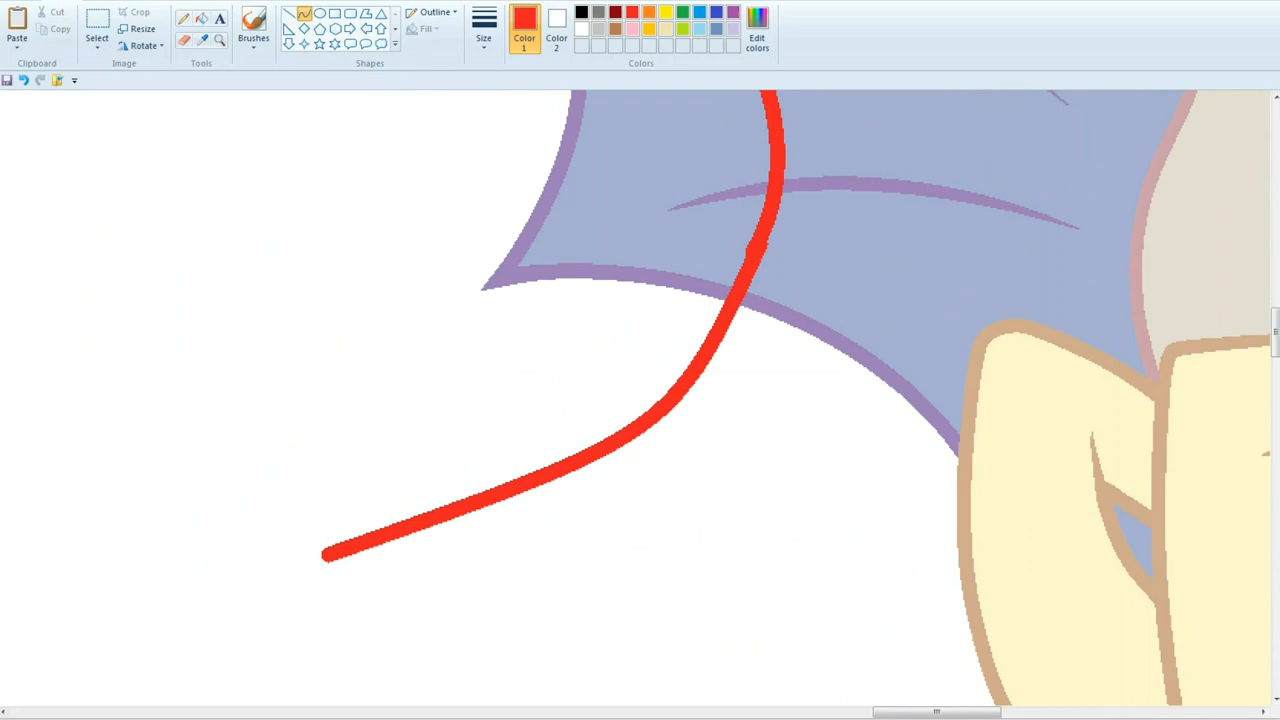 Paste
Cut
Copy
Clipboard
Select
Crop
Resize
Rotate
Image
A
Tools
Brushes
Outline
Fill
Shapes
Size
Color
1
Color
2
Edit
colors
Colors